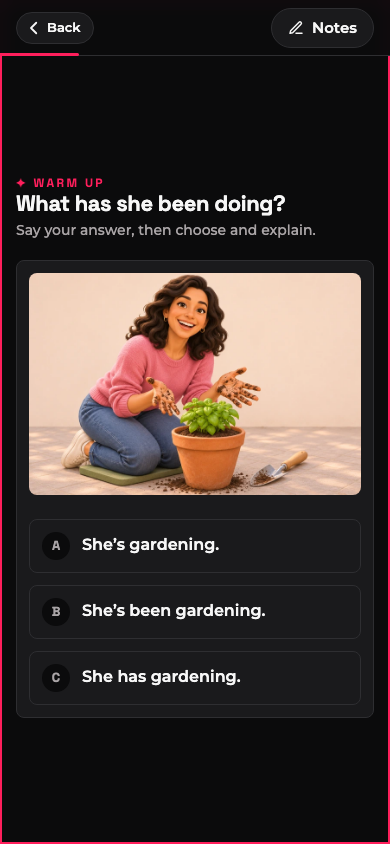 Back
Notes
✦ WARM UP
What has she been doing?
Say your answer, then choose and explain.
A She's gardening.
B She's been gardening.
C She has gardening.